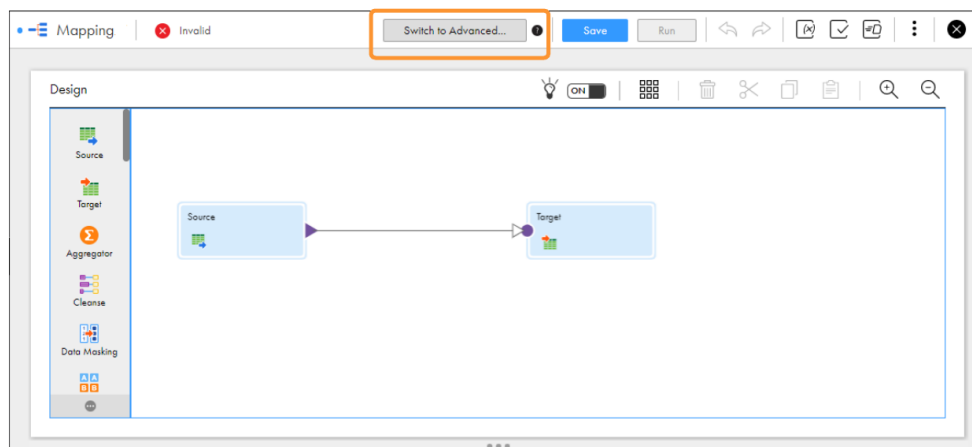 Mapping
Invalid
Switch to Advanced...
?
Save
Run
Design
ON
Source
Target
Aggregator
Cleanse
Data Masking
A A
B B
Source
Target